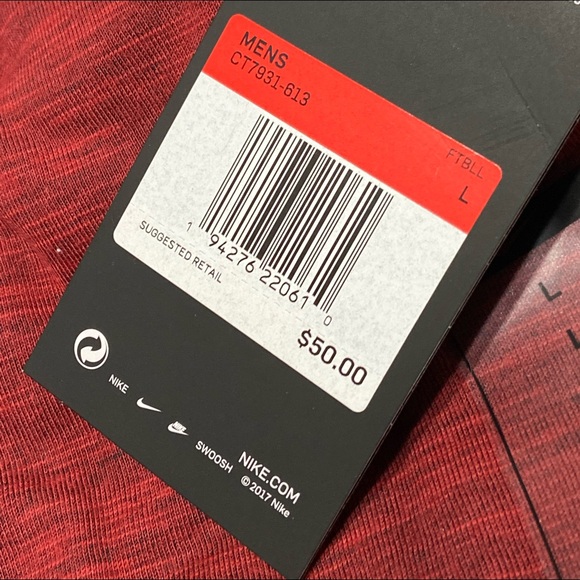 MENS
CT7931-613
FTBLL
L
1 94276 22061 0
SUGGESTED RETAIL
$50.00
NIKE
SWOOSH
NIKE.COM
© 2017 Nike
L
L